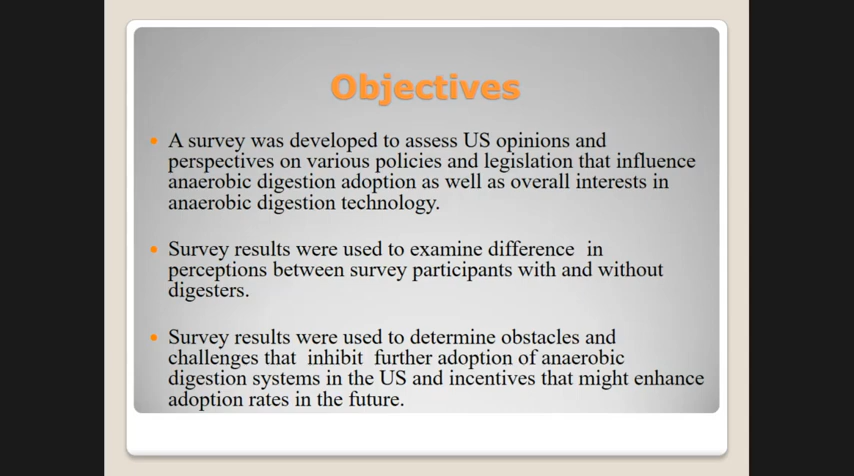 Objectives
A survey was developed to assess US opinions and
perspectives on various policies and legislation that influence
anaerobic digestion adoption as well as overall interests in
anaerobic digestion technology.
Survey results were used to examine difference in
perceptions between survey participants with and without
digesters.
Survey results were used to determine obstacles and
challenges that inhibit further adoption of anaerobic
digestion systems in the US and incentives that might enhance
adoption rates in the future.